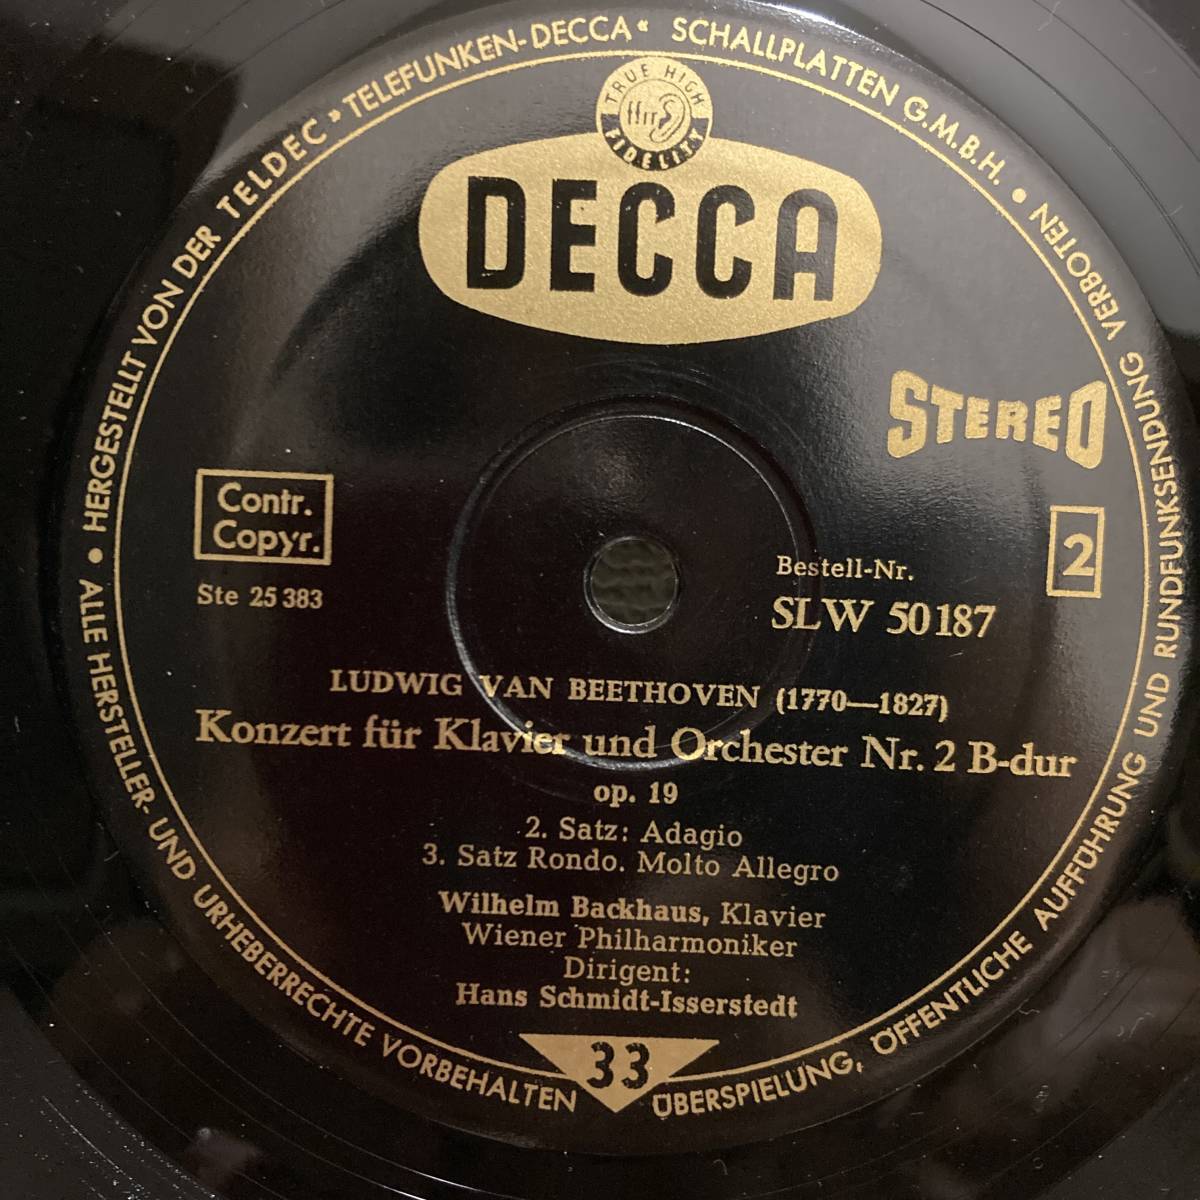 HERGESTELLT VON DER TELDEC »TELEFUNKEN-DECCA« SCHALLPLATTEN G.M.B.H. •
TRUE HIGH
ffrr
FIDELITY
DECCA
STEREO
Contr.
Copyr.
2
Ste 25 383
Bestell-Nr.
SLW 50187
LUDWIG VAN BEETHOVEN (1770—1827)
Konzert für Klavier und Orchester Nr. 2 B-dur
op. 19
2. Satz: Adagio
3. Satz Rondo. Molto Allegro
Wilhelm Backhaus, Klavier
Wiener Philharmoniker
Dirigent:
Hans Schmidt-Isserstedt
33
• ALLE HERSTELLER- UND URHEBERRECHTE VORBEHALTEN
ÜBERSPIELUNG, ÖFFENTLICHE AUFFÜHRUNG UND RUNDFUNKSENDUNG VERBOTEN